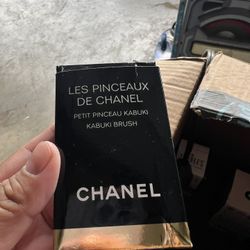 LES PINCEAUX
DE CHANEL
PETIT PINCEAU KABUKI
KABUKI BRUSH
CHANEL